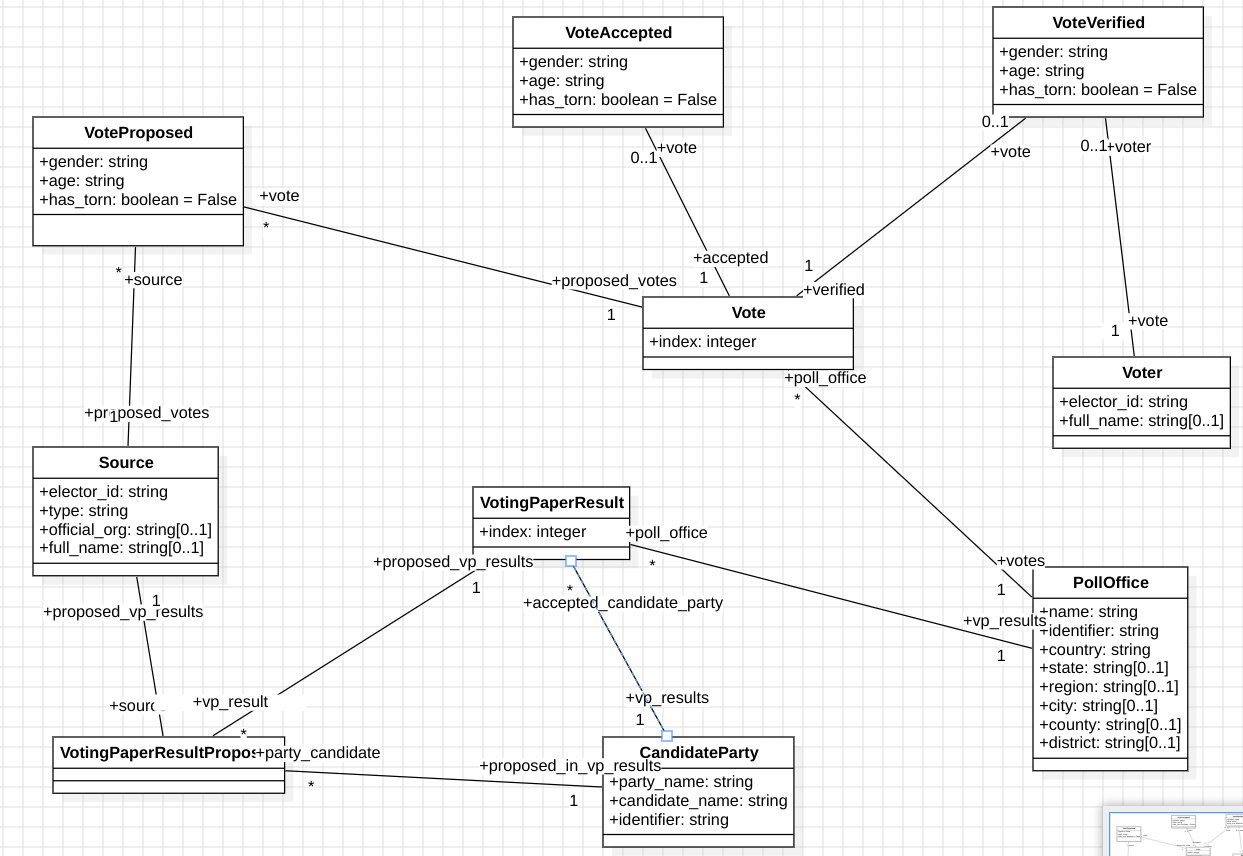 VoteAccepted
+gender: string
+age: string
+has_torn: boolean = False
VoteVerified
+gender: string
+age: string
+has_torn: boolean = False
VoteProposed
+gender: string
+age: string
+has_torn: boolean = False
0..1
+vote
0..1
+vote
0..1
+voter
+vote
*
*
+source
+accepted
1
1
+verified
+proposed_votes
1
Vote
+index: integer
+vote
1
Voter
+elector_id: string
+full_name: string[0..1]
+poll_office
*
+proposed_votes
1
Source
+elector_id: string
+type: string
+official_org: string[0..1]
+full_name: string[0..1]
VotingPaperResult
+index: integer
+poll_office
*
+proposed_vp_results
1
*
+accepted_candidate_party
+votes
1
PollOffice
+name: string
+identifier: string
+country: string
+state: string[0..1]
+region: string[0..1]
+city: string[0..1]
+county: string[0..1]
+district: string[0..1]
+vp_results
1
1
+proposed_vp_results
+vp_result
*
+vp_results
1
+party_candidate
*
+proposed_in_vp_results
1
CandidateParty
+party_name: string
+candidate_name: string
+identifier: string